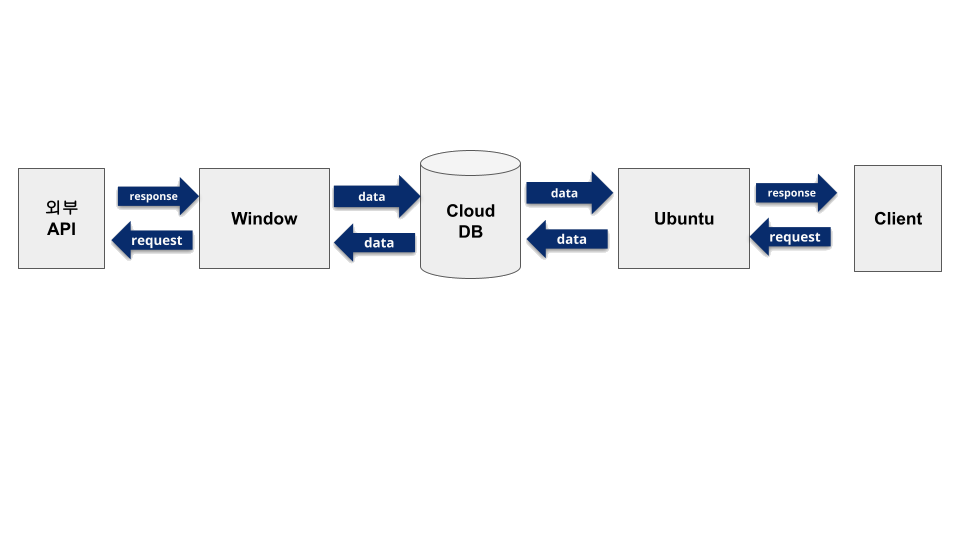 외부
API
response
request
Window
data
data
Cloud
DB
data
data
Ubuntu
response
request
Client